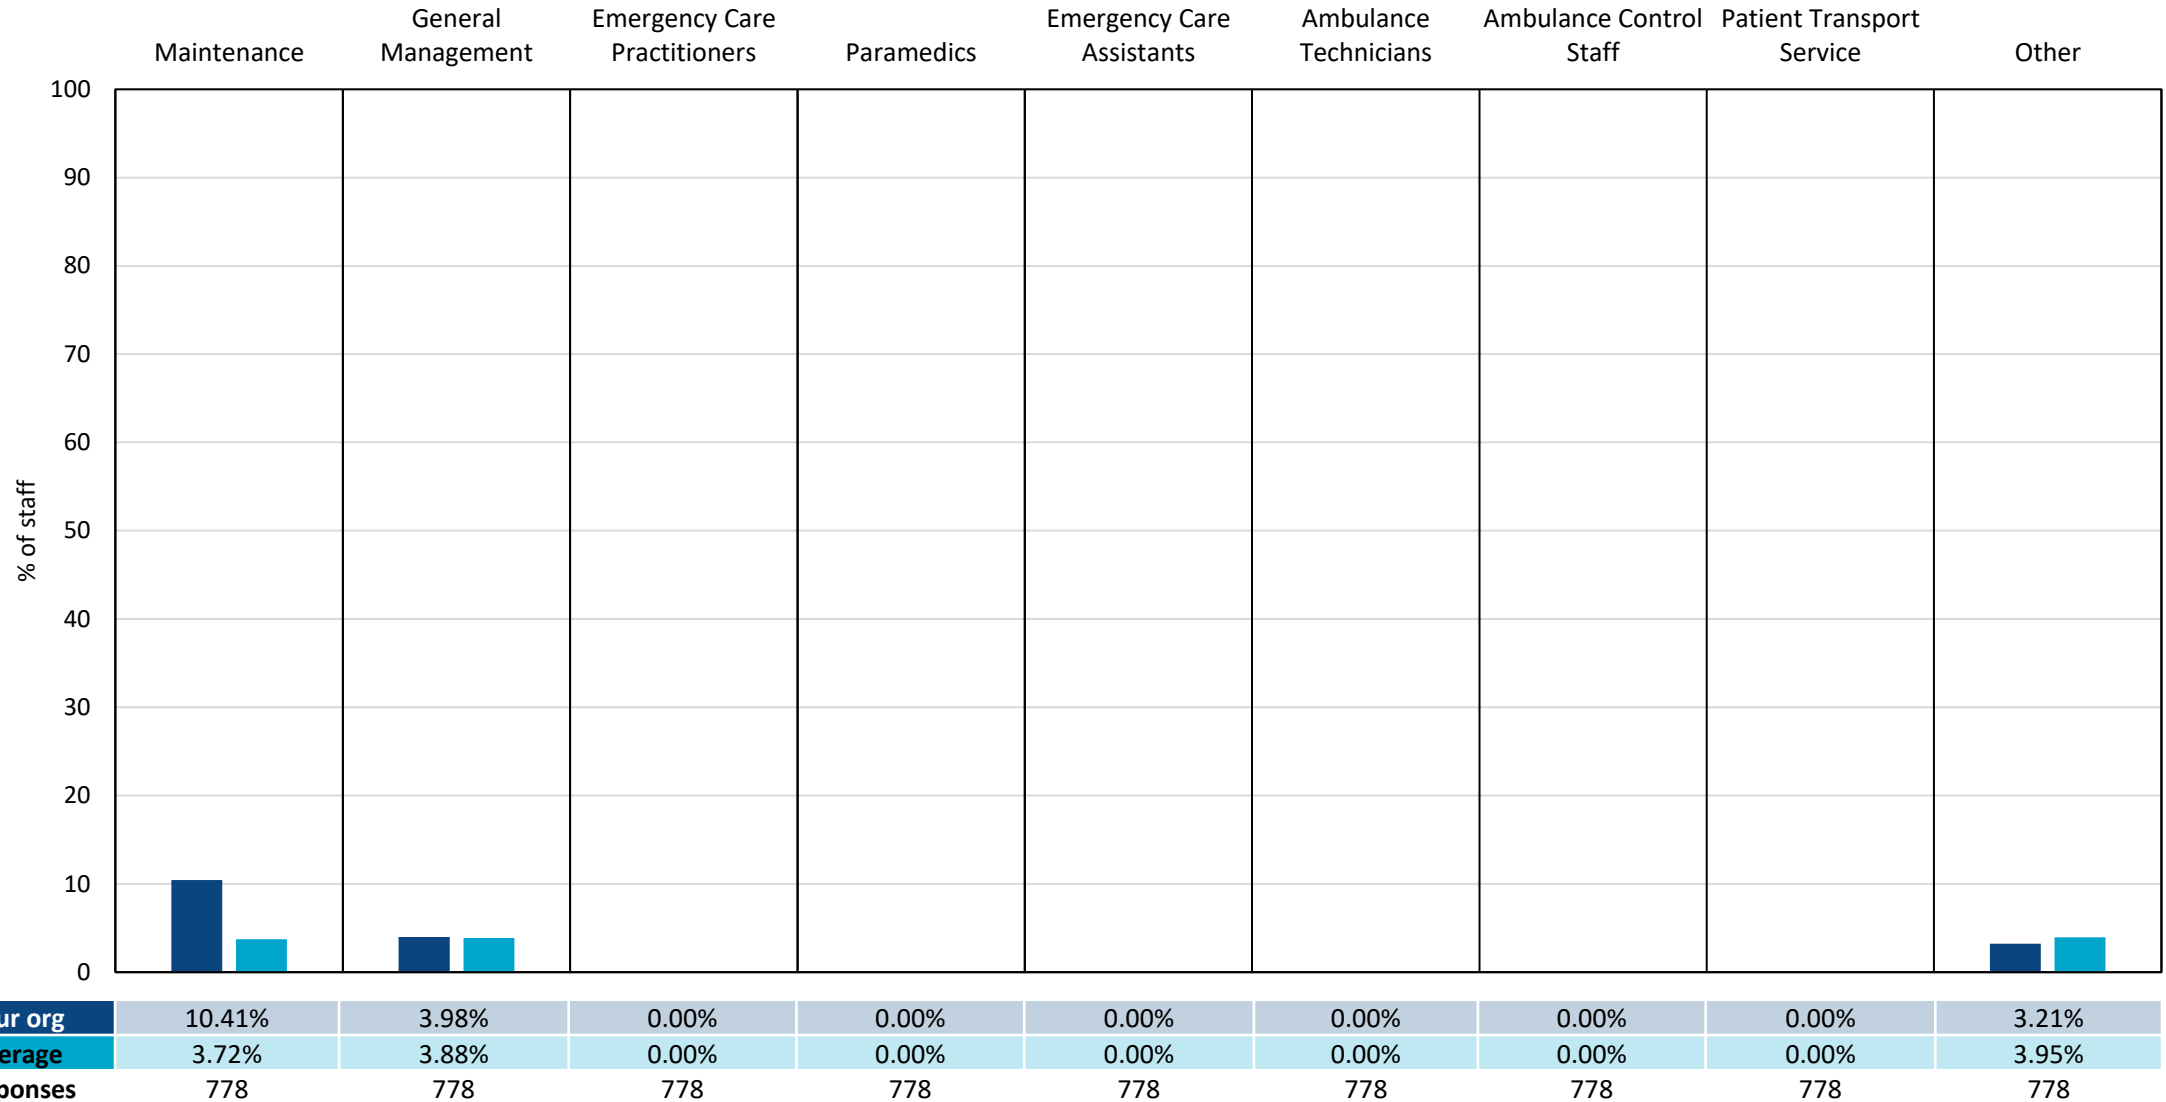 Maintenance
General
Management
Emergency Care
Practitioners
Paramedics
Emergency Care
Assistants
Ambulance
Technicians
Ambulance Control
Staff
Patient Transport
Service
Other
% of staff
100
90
80
70
60
50
40
30
20
10
0
ur org 10.41% 3.98% 0.00% 0.00% 0.00% 0.00% 0.00% 0.00% 3.21%
erage 3.72% 3.88% 0.00% 0.00% 0.00% 0.00% 0.00% 0.00% 3.95%
ponses 778 778 778 778 778 778 778 778 778